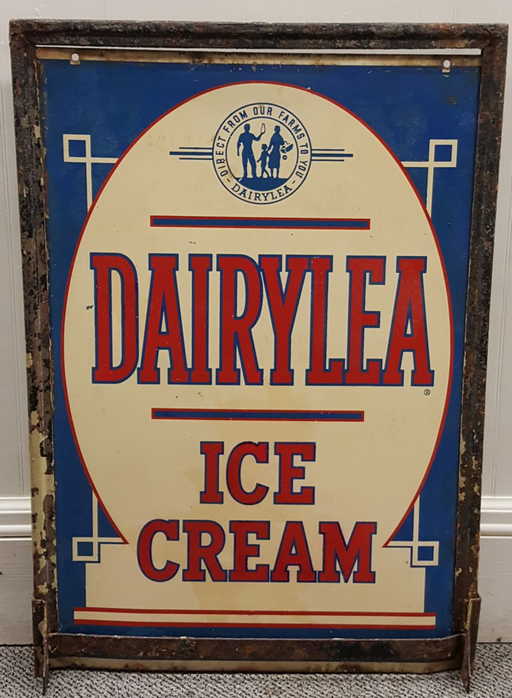 DIRECT FROM OUR FARMS TO YOU
- DAIRYLEA -
DAIRYLEA
®
ICE
CREAM